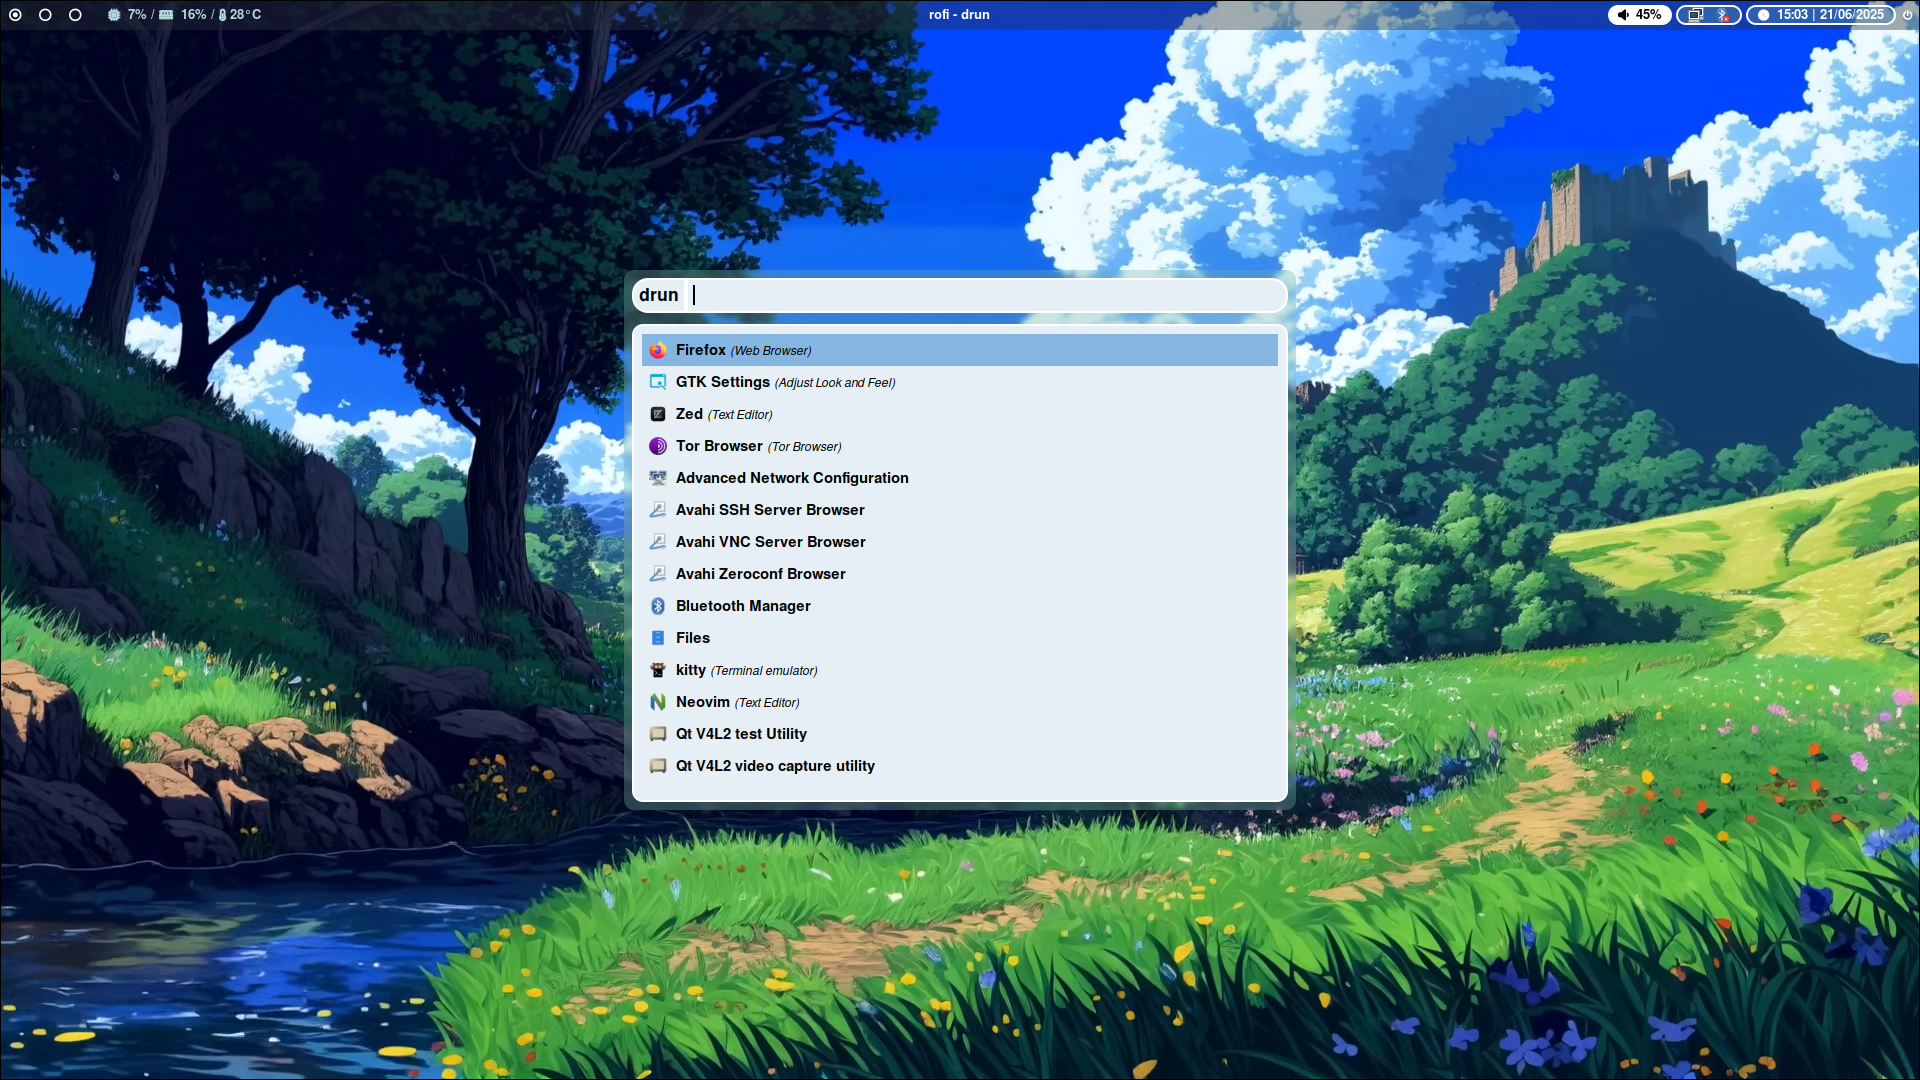 7% / 16% / 28°C
rofi - drun
45%
15:03 | 21/06/2025
drun
Firefox (Web Browser)
GTK Settings (Adjust Look and Feel)
Zed (Text Editor)
Tor Browser (Tor Browser)
Advanced Network Configuration
Avahi SSH Server Browser
Avahi VNC Server Browser
Avahi Zeroconf Browser
Bluetooth Manager
Files
kitty (Terminal emulator)
Neovim (Text Editor)
Qt V4L2 test Utility
Qt V4L2 video capture utility